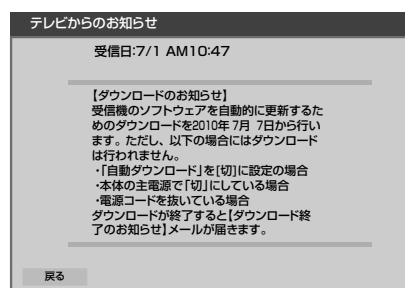 テレビからのお知らせ
受信日:7/1 AM10:47
【ダウンロードのお知らせ】
受信機のソフトウェアを自動的に更新するた
めのダウンロードを2010年 7月 7日から行い
ます。ただし、以下の場合にはダウンロード
は行われません。
・「自動ダウンロード」を[切]に設定の場合
・本体の主電源で「切」にしている場合
・電源コードを抜いている場合
ダウンロードが終了すると【ダウンロード終
了のお知らせ】メールが届きます。
戻る